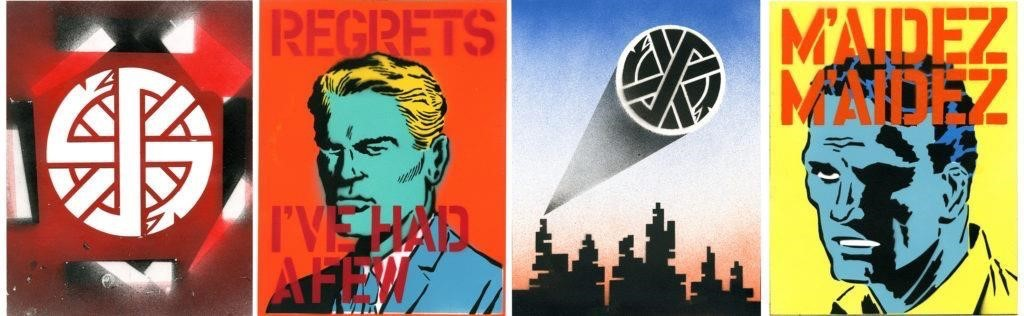 REGRETS
I'VE HAD
A FEW
M'AIDEZ
M'AIDEZ